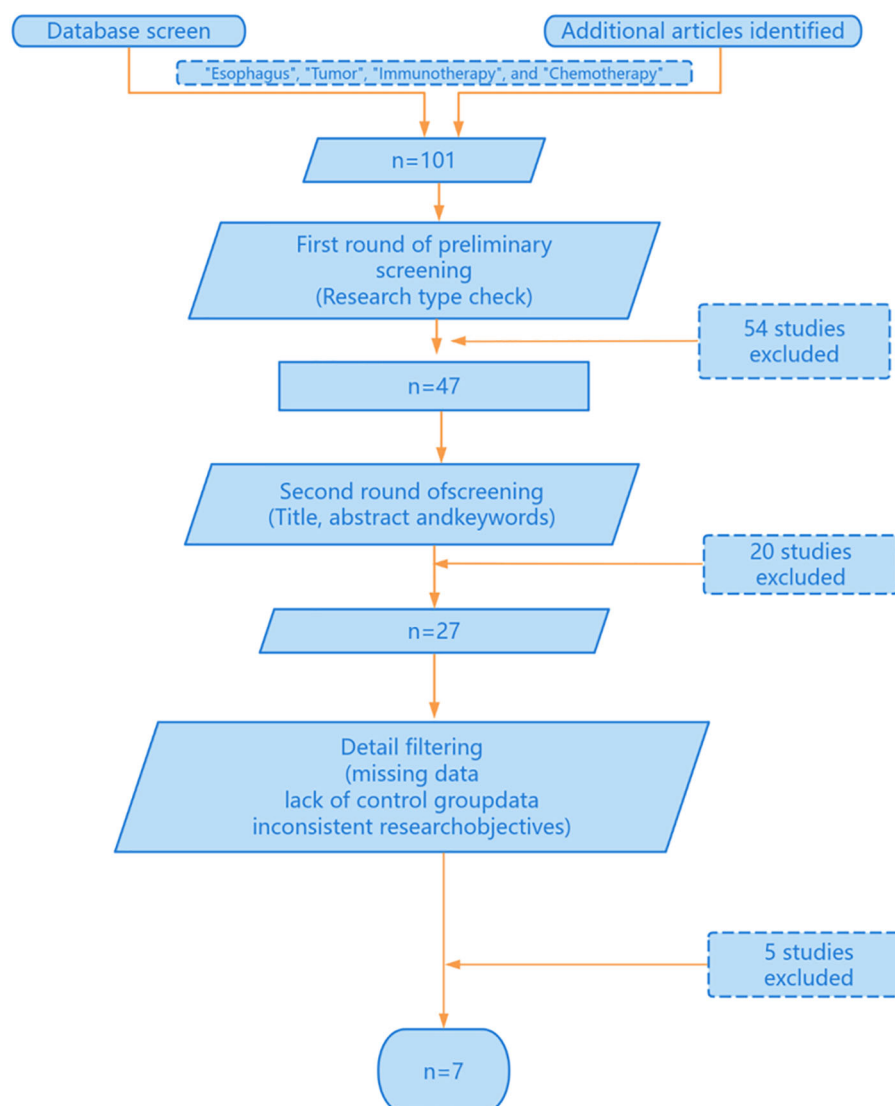 Database screen
Additional articles identified
"Esophagus", "Tumor", "Immunotherapy", and "Chemotherapy"
n=101
First round of preliminary
screening
(Research type check)
54 studies
excluded
n=47
Second round ofscreening
(Title, abstract andkeywords)
20 studies
excluded
n=27
Detail filtering
(missing data
lack of control groupdata
inconsistent researchobjectives)
5 studies
excluded
n=7